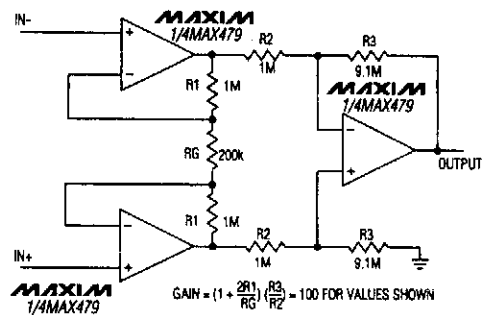 IN-
MAXIM
1/4MAX479
R1
1M
R2
1M
R3
9.1M
MAXIM
1/4MAX479
RG
200k
OUTPUT
R1
1M
R2
1M
R3
9.1M
IN+
MAXIM
1/4MAX479
GAIN = (1 + 2R1/RG) (R3/R2) = 100 FOR VALUES SHOWN
+
-
-
+
-
+